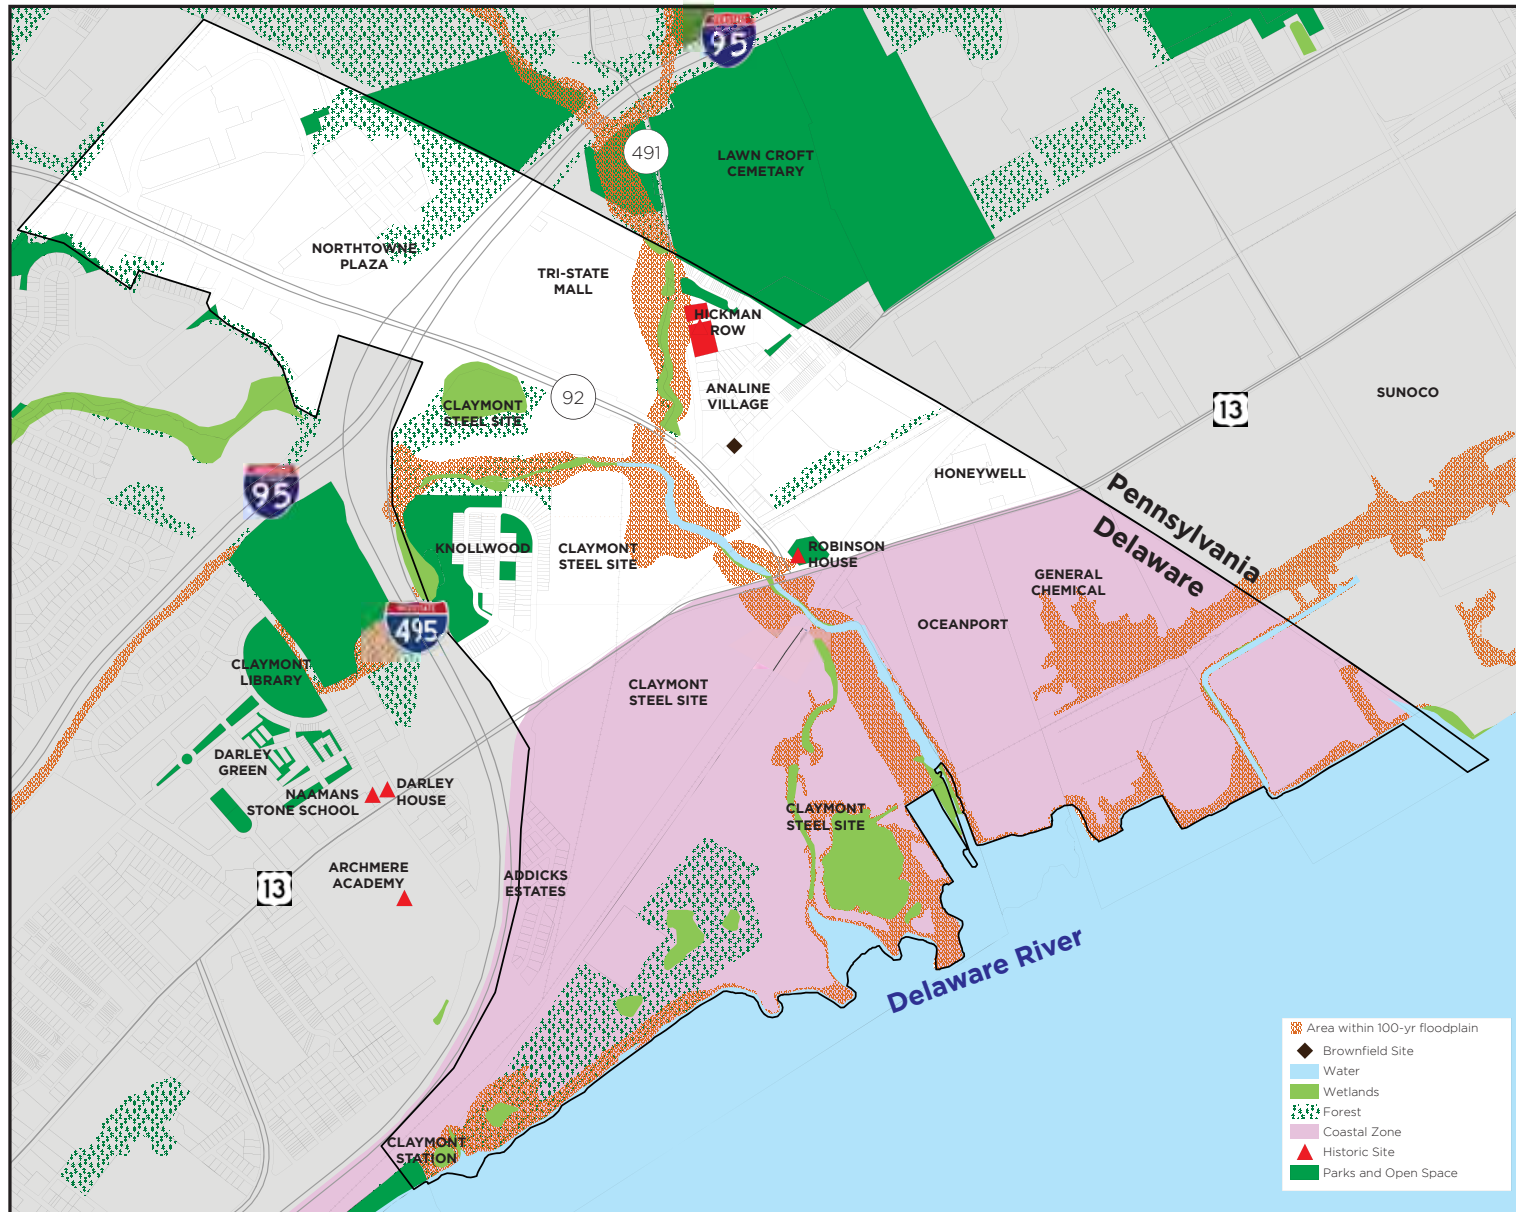 INTERSTATE
95
491
LAWN CROFT
CEMETARY
NORTHTOWNE
PLAZA
TRI-STATE
MALL
HICKMAN
ROW
ANALINE
VILLAGE
92
CLAYMONT
STEEL SITE
SUNOCO
13
HONEYWELL
95
Pennsylvania
Delaware
KNOLLWOOD
CLAYMONT
STEEL SITE
ROBINSON
HOUSE
GENERAL
CHEMICAL
OCEANPORT
INTERSTATE
495
CLAYMONT
LIBRARY
CLAYMONT
STEEL SITE
DARLEY
GREEN
NAAMANS
STONE SCHOOL
DARLEY
HOUSE
CLAYMONT
STEEL SITE
13
ARCHMERE
ACADEMY
ADDICKS
ESTATES
Delaware River
CLAYMONT
STATION
Area within 100-yr floodplain
Brownfield Site
Water
Wetlands
Forest
Coastal Zone
Historic Site
Parks and Open Space